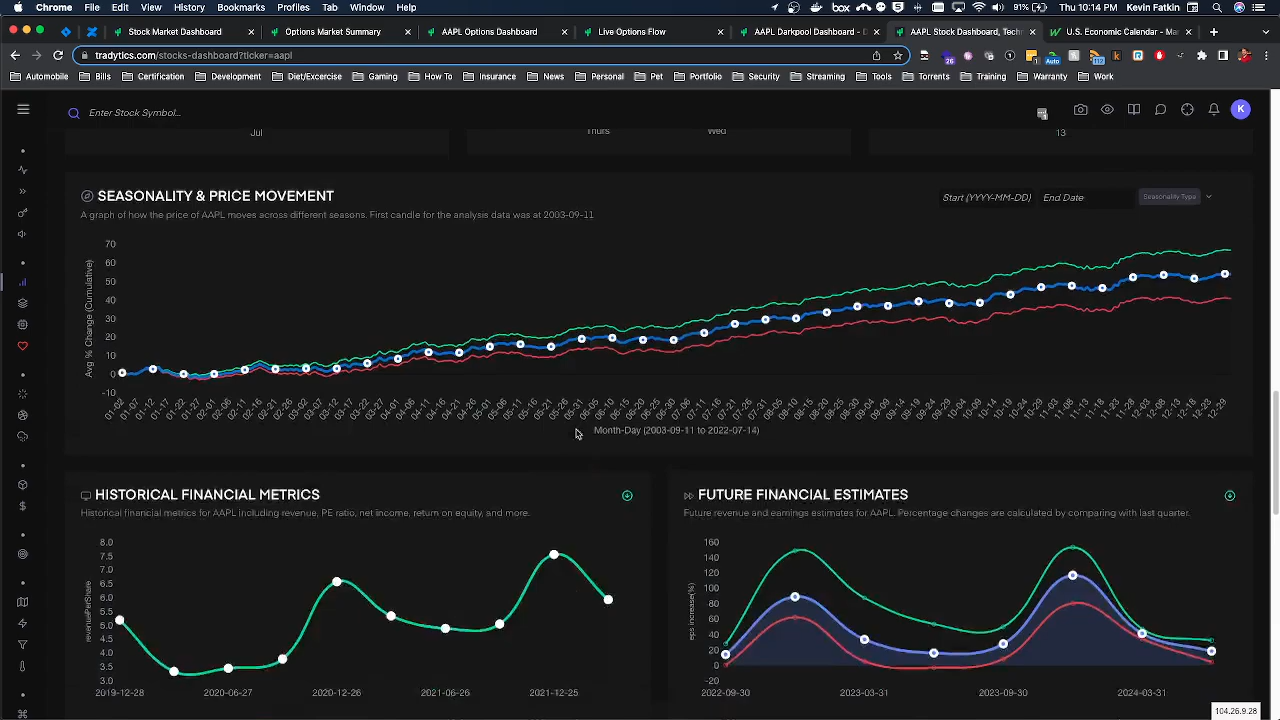 Chrome File Edit View History Bookmarks Profiles Tab Window Help box 91% Thu 10:14 PM Kevin Fatkin
Stock Market Dashboard × Options Market Summary × AAPL Options Dashboard × Live Options Flow × AAPL Darkpool Dashboard - D × AAPL Stock Dashboard, Techn × U.S. Economic Calendar - Ma ×
tradytics.com/stocks-dashboard?ticker=aapl
Automobile Bills Certification Development Diet/Exercise Gaming How To Insurance News Personal Pet Portfolio Security Streaming Tools Torrents Training Warranty Work
Enter Stock Symbol...
K
Jul Thurs Wed 13
SEASONALITY & PRICE MOVEMENT
Start (YYYY-MM-DD) End Date Seasonality Type
A graph of how the price of AAPL moves across different seasons. First candle for the analysis data was at 2003-09-11
Avg % Change (Cumulative)
70
60
50
40
30
20
10
0
-10
Month-Day (2003-09-11 to 2022-07-14)
HISTORICAL FINANCIAL METRICS
Historical financial metrics for AAPL including revenue, PE ratio, net income, return on equity, and more.
revenuePerShare
8.0
7.5
7.0
6.5
6.0
5.5
5.0
4.5
4.0
3.5
3.0
2019-12-28 2020-06-27 2020-12-26 2021-06-26 2021-12-25
FUTURE FINANCIAL ESTIMATES
Future revenue and earnings estimates for AAPL. Percentage changes are calculated by comparing with last quarter.
eps increase(%)
160
140
120
100
80
60
40
20
0
-20
2022-09-30 2023-03-31 2023-09-30 2024-03-31
104.26.9.28